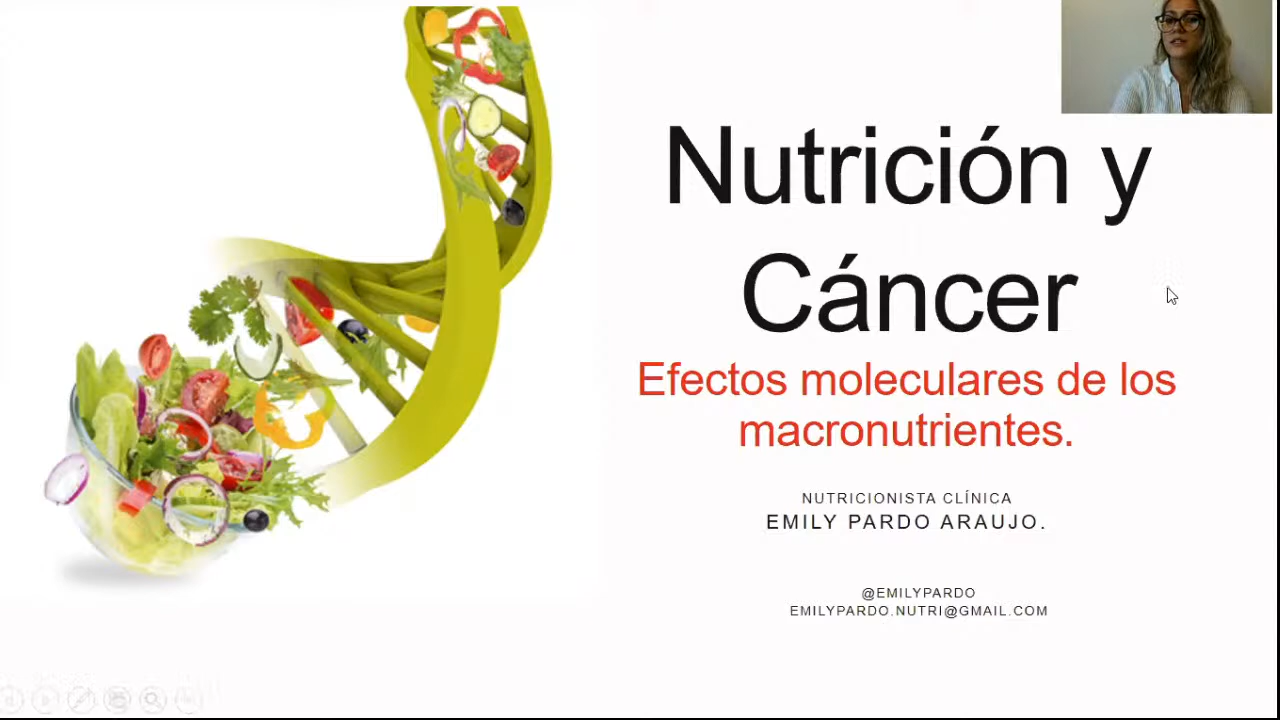 Nutrición y
Cáncer
Efectos moleculares de los
macronutrientes.
NUTRICIONISTA CLÍNICA
EMILY PARDO ARAUJO.
@EMILYPARDO
EMILYPARDO.NUTRI@GMAIL.COM